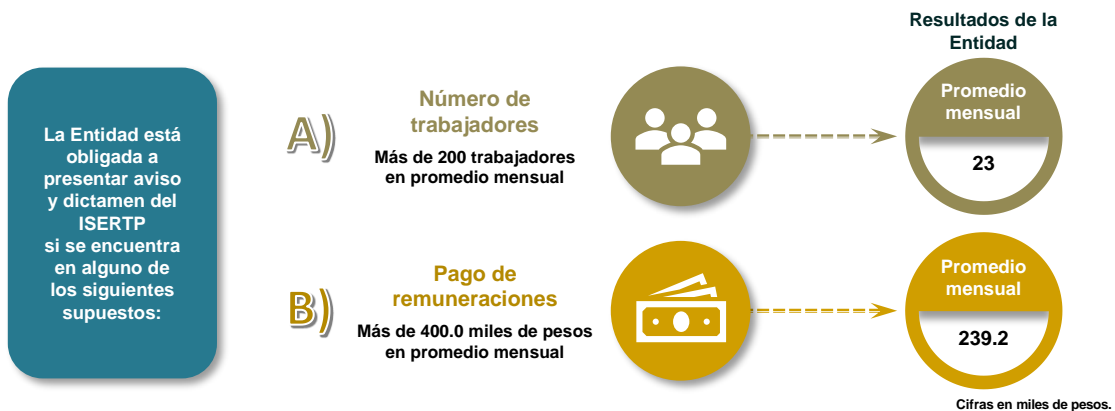 Resultados de la
Entidad
La Entidad está
obligada a
presentar aviso
y dictamen del
ISERTP
si se encuentra
en alguno de
los siguientes
supuestos:
A)
Número de
trabajadores
Más de 200 trabajadores
en promedio mensual
Promedio
mensual
23
B)
Pago de
remuneraciones
Más de 400.0 miles de pesos
en promedio mensual
Promedio
mensual
239.2
Cifras en miles de pesos.